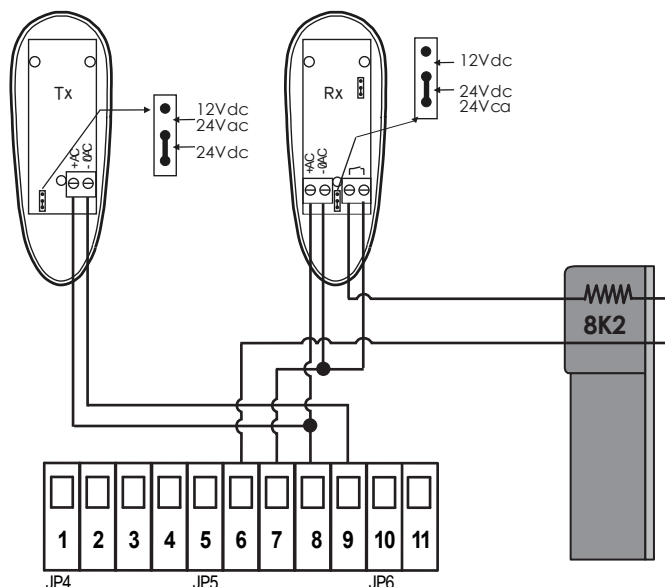 Tx
12Vdc
24Vac
24Vdc
+AC
- 0AC
Rx
12Vdc
24Vdc
24Vca
+AC
-0AC
8K2
1 2 3 4 5 6 7 8 9 10 11
JP4 JP5 JP6